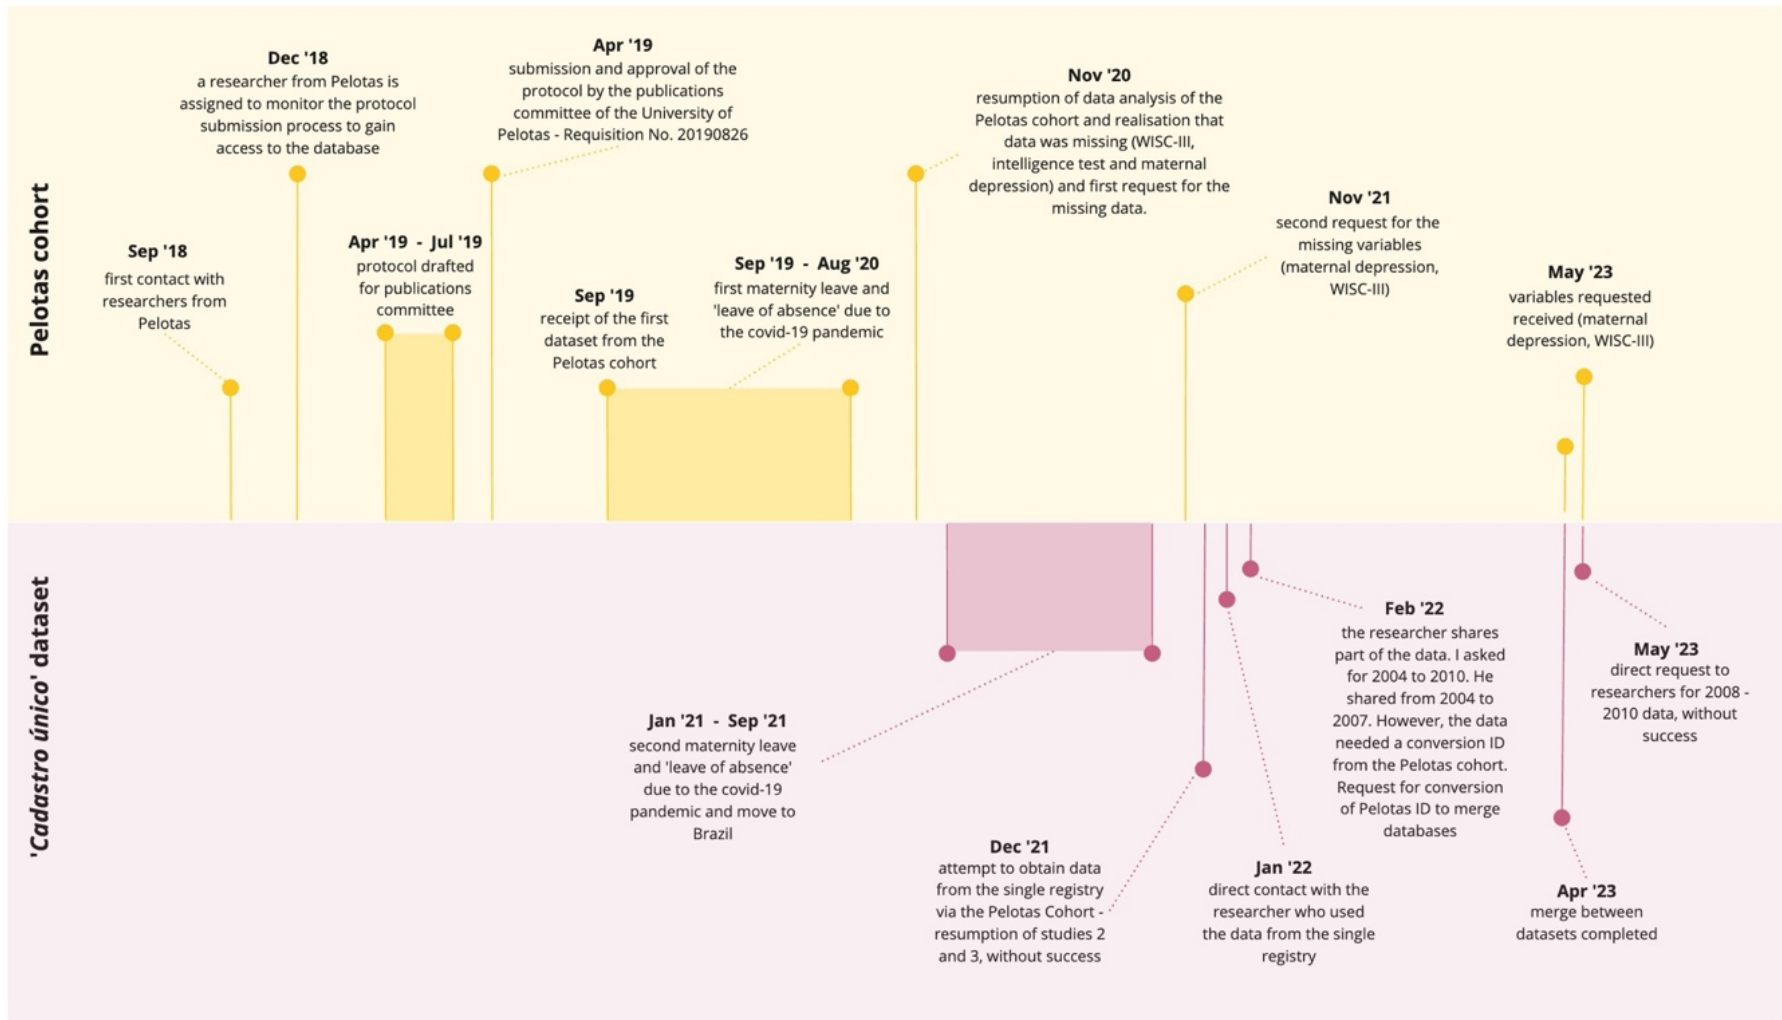 Pelotas cohort
Sep '18
first contact with
researchers from
Pelotas
Dec '18
a researcher from Pelotas is
assigned to monitor the protocol
submission process to gain
access to the database
Apr '19 - Jul '19
protocol drafted
for publications
committee
Apr '19
submission and approval of the
protocol by the publications
committee of the University of
Pelotas - Requisition No. 20190826
Sep '19
receipt of the first
dataset from the
Pelotas cohort
Sep '19 - Aug '20
first maternity leave and
'leave of absence' due to
the covid-19 pandemic
Nov '20
resumption of data analysis of the
Pelotas cohort and realisation that
data was missing (WISC-III,
intelligence test and maternal
depression) and first request for the
missing data.
Nov '21
second request for the
missing variables
(maternal depression,
WISC-III)
May '23
variables requested
received (maternal
depression, WISC-III)
'Cadastro único' dataset
Jan '21 - Sep '21
second maternity leave
and 'leave of absence'
due to the covid-19
pandemic and move to
Brazil
Dec '21
attempt to obtain data
from the single registry
via the Pelotas Cohort -
resumption of studies 2
and 3, without success
Jan '22
direct contact with the
researcher who used
the data from the single
registry
Feb '22
the researcher shares
part of the data. I asked
for 2004 to 2010. He
shared from 2004 to
2007. However, the data
needed a conversion ID
from the Pelotas cohort.
Request for conversion
of Pelotas ID to merge
databases
Apr '23
merge between
datasets completed
May '23
direct request to
researchers for 2008 -
2010 data, without
success